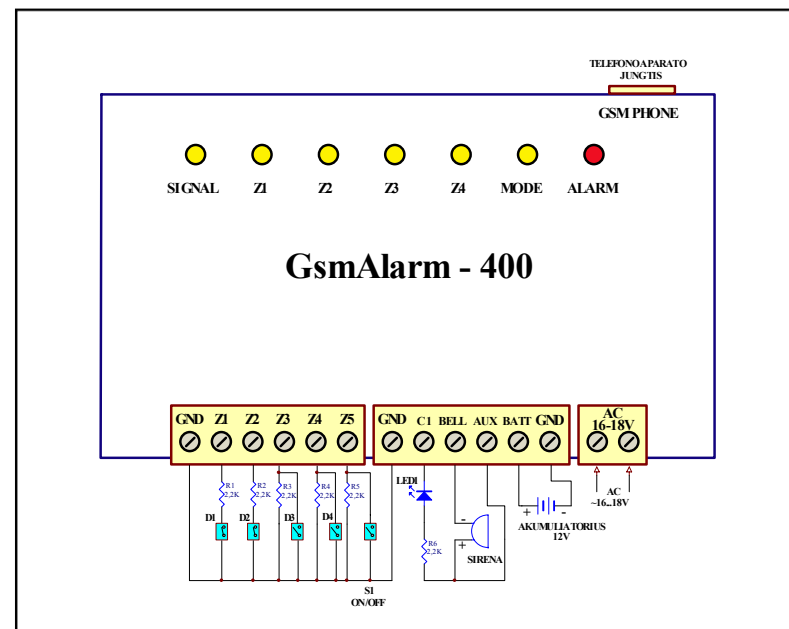 TELEFONO APARATO
JUNGTIS
GSM PHONE
SIGNAL Z1 Z2 Z3 Z4 MODE ALARM
GsmAlarm - 400
GND Z1 Z2 Z3 Z4 Z5
GND C1 BELL AUX BATT GND
AC
16-18V
R1
2,2K
R2
2,2K
R3
2,2K
R4
2,2K
R5
2,2K
D1 D2 D3 D4
S1
ON/OFF
LED1
R6
2,2K
-
+
SIRENA
+ -
AKUMULIATORIUS
12V
AC
~16...18V